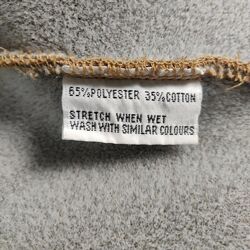 65%POLYESTER 35%COTTON
STRETCH WHEN WET
WASH WITH SIMILAR COLOURS